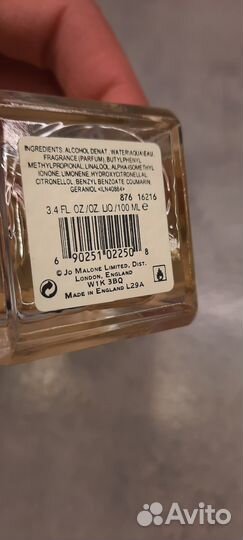 INGREDIENTS: ALCOHOL DENAT., WATER\AQUA\EAU,
FRAGRANCE (PARFUM), BUTYLPHENYL
METHYLPROPIONAL, LINALOOL, ALPHA-ISOMETHYL
IONONE, LIMONENE, HYDROXYCITRONELLAL,
CITRONELLOL, BENZYL BENZOATE, COUMARIN,
GERANIOL <ILN40884>
876 16216
3.4 FL OZ/OZ LIQ/100 ML ℮
6 90251 02250 8
© JO MALONE LIMITED, DIST.
LONDON, ENGLAND
W1K 3BQ
MADE IN ENGLAND L29A
Avito